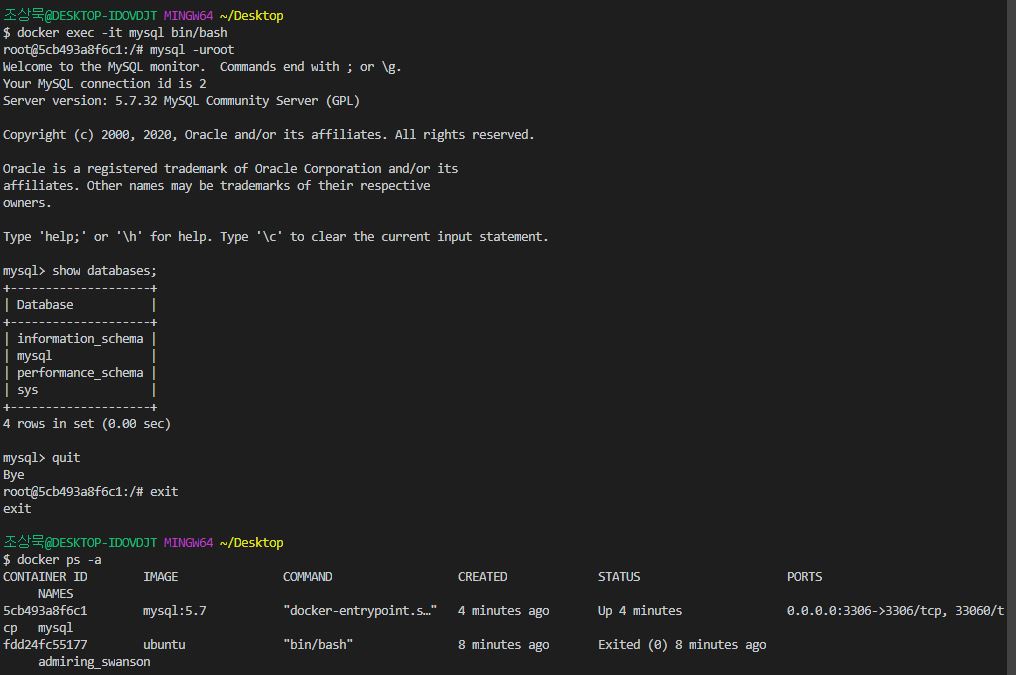 조상묵@DESKTOP-IDOVDJT MINGW64 ~/Desktop
$ docker exec -it mysql bin/bash
root@5cb493a8f6c1:/# mysql -uroot
Welcome to the MySQL monitor.  Commands end with ; or \g.
Your MySQL connection id is 2
Server version: 5.7.32 MySQL Community Server (GPL)

Copyright (c) 2000, 2020, Oracle and/or its affiliates. All rights reserved.

Oracle is a registered trademark of Oracle Corporation and/or its
affiliates. Other names may be trademarks of their respective
owners.

Type 'help;' or '\h' for help. Type '\c' to clear the current input statement.

mysql> show databases;
+--------------------+
| Database           |
+--------------------+
| information_schema |
| mysql              |
| performance_schema |
| sys                |
+--------------------+
4 rows in set (0.00 sec)

mysql> quit
Bye
root@5cb493a8f6c1:/# exit
exit

조상묵@DESKTOP-IDOVDJT MINGW64 ~/Desktop
$ docker ps -a
CONTAINER ID        IMAGE               COMMAND                  CREATED             STATUS                     PORTS
     NAMES
5cb493a8f6c1        mysql:5.7           "docker-entrypoint.s…"   4 minutes ago       Up 4 minutes               0.0.0.0:3306->3306/tcp, 33060/t
cp   mysql
fdd24fc55177        ubuntu              "bin/bash"               8 minutes ago       Exited (0) 8 minutes ago
     admiring_swanson